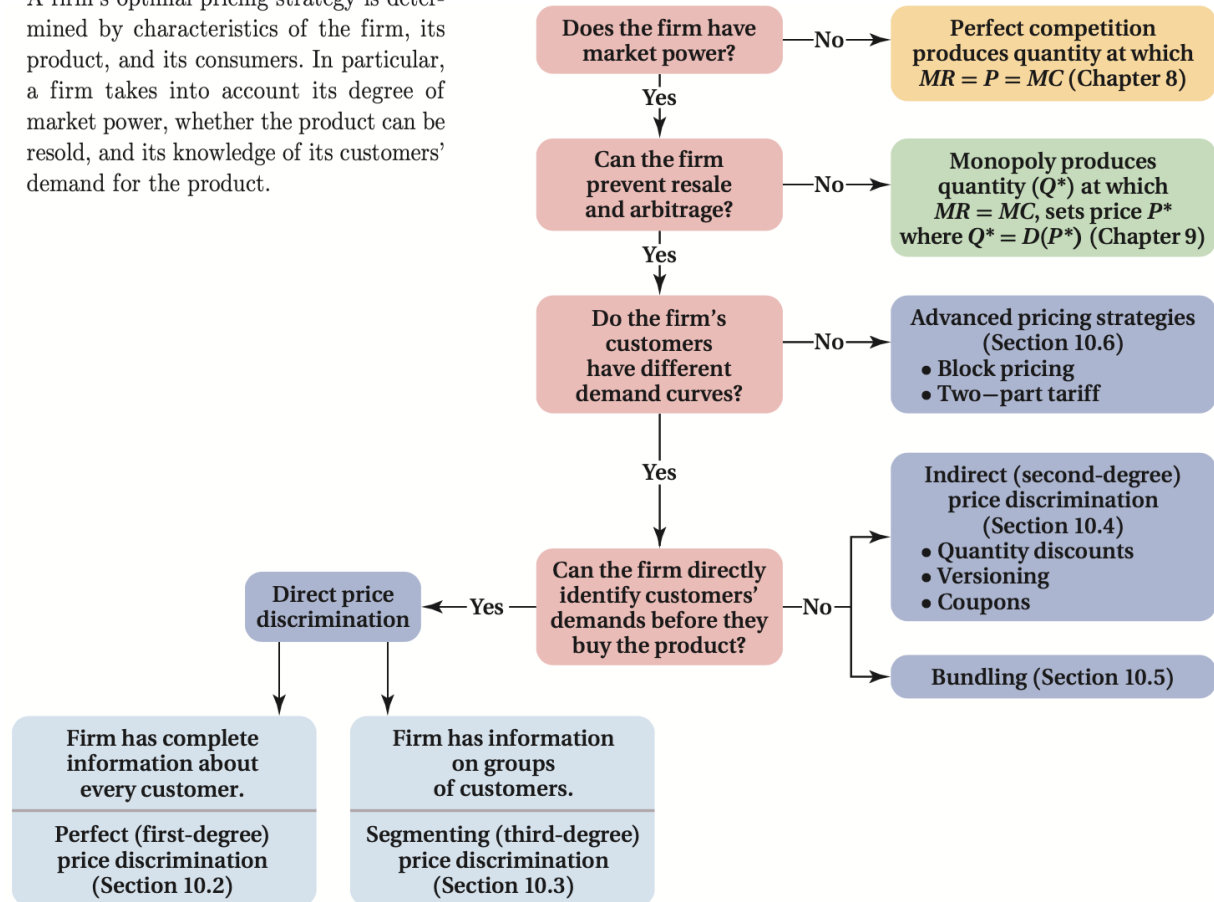 A firm's optimal pricing strategy is deter-
mined by characteristics of the firm, its
product, and its consumers. In particular,
a firm takes into account its degree of
market power, whether the product can be
resold, and its knowledge of its customers'
demand for the product.
Does the firm have
market power?
No
Perfect competition
produces quantity at which
MR = P = MC (Chapter 8)
Yes
Can the firm
prevent resale
and arbitrage?
No
Monopoly produces
quantity (Q*) at which
MR = MC, sets price P*
where Q* = D(P*) (Chapter 9)
Yes
Do the firm's
customers
have different
demand curves?
No
Advanced pricing strategies
(Section 10.6)
• Block pricing
• Two–part tariff
Yes
Can the firm directly
identify customers'
demands before they
buy the product?
No
Indirect (second-degree)
price discrimination
(Section 10.4)
• Quantity discounts
• Versioning
• Coupons
Bundling (Section 10.5)
Yes
Direct price
discrimination
Firm has complete
information about
every customer.
Perfect (first-degree)
price discrimination
(Section 10.2)
Firm has information
on groups
of customers.
Segmenting (third-degree)
price discrimination
(Section 10.3)